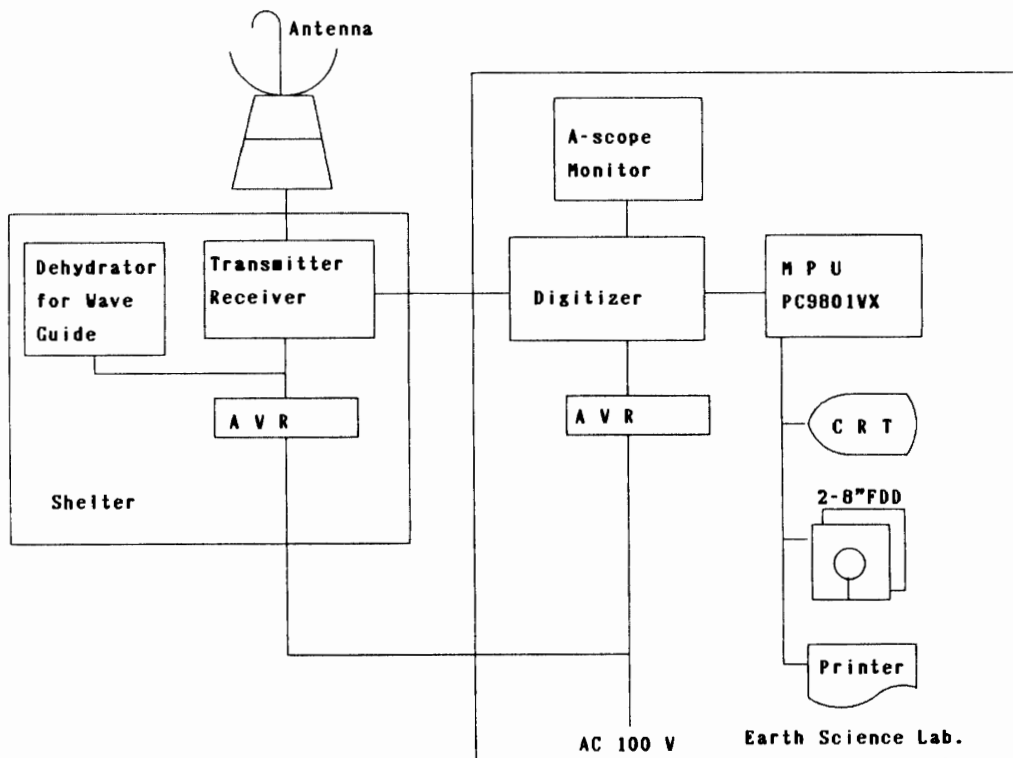 Antenna
A-scope
Monitor
Dehydrator
for Wave
Guide
Transmitter
Receiver
Digitizer
M P U
PC9801VX
A V R
A V R
C R T
Shelter
2-8"FDD
Printer
AC 100 V
Earth Science Lab.